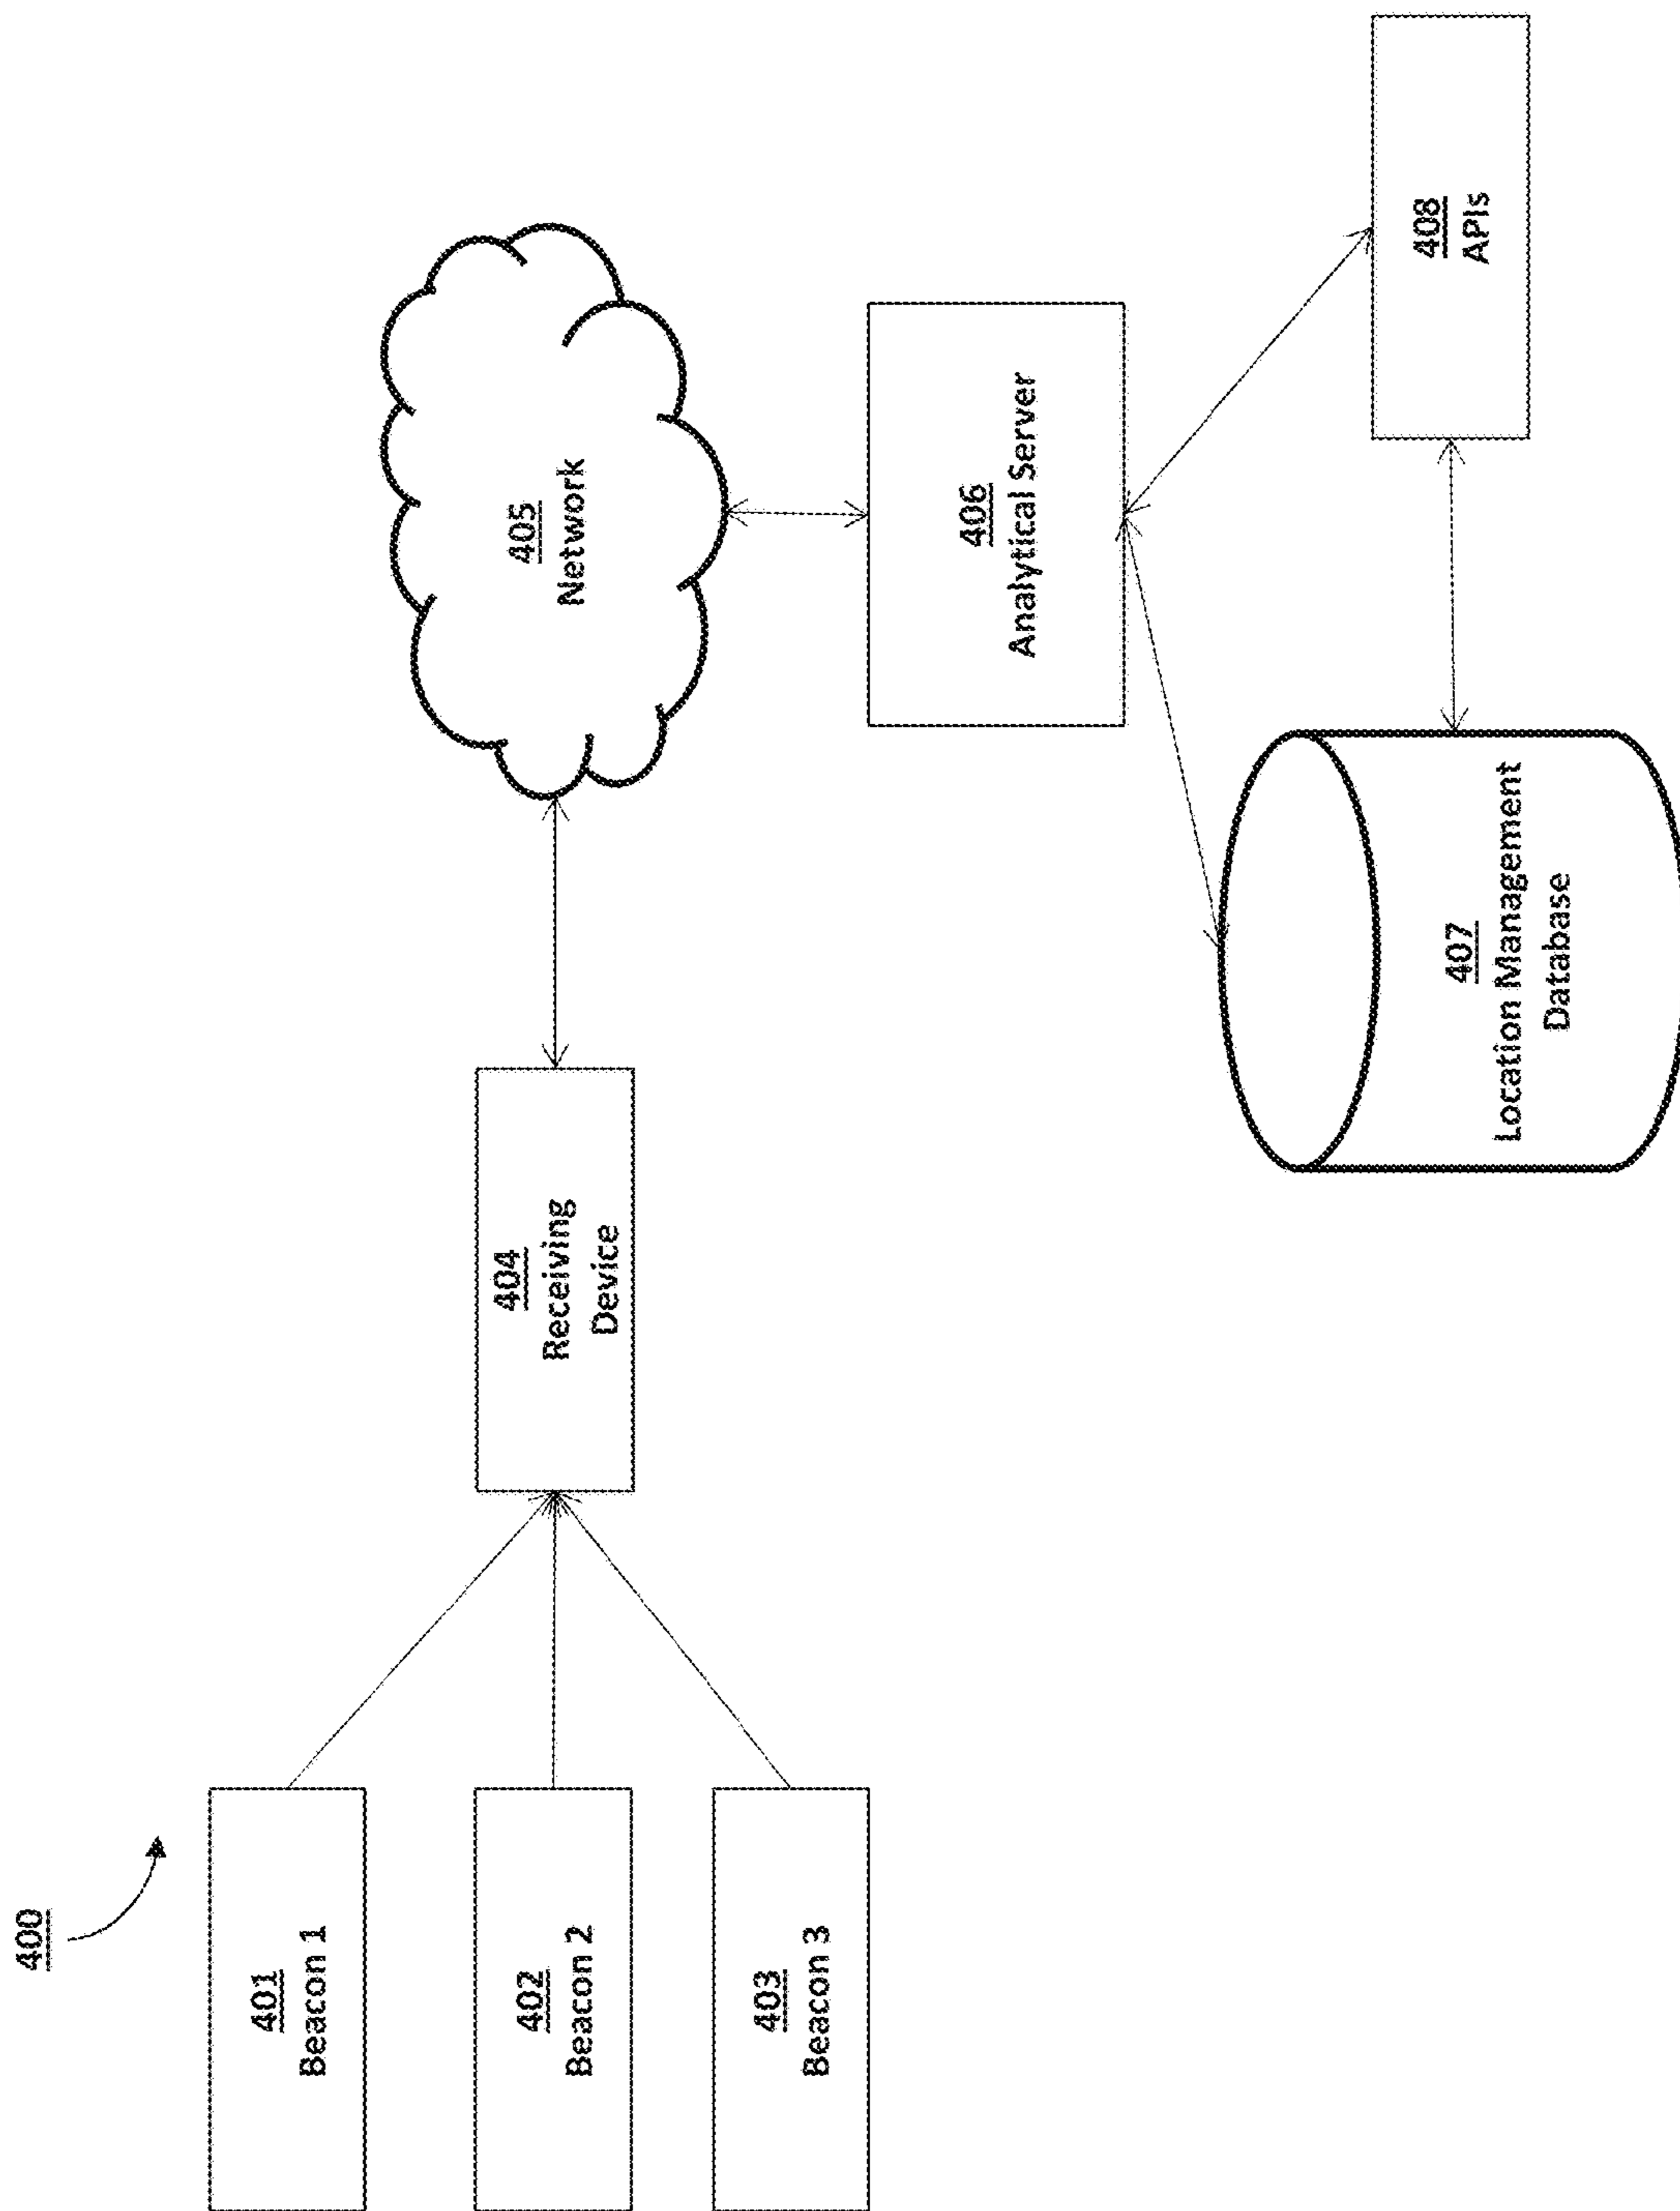 400
401
Beacon 1
402
Beacon 2
403
Beacon 3
404
Receiving
Device
405
Network
406
Analytical Server
407
Location Management
Database
408
APIs